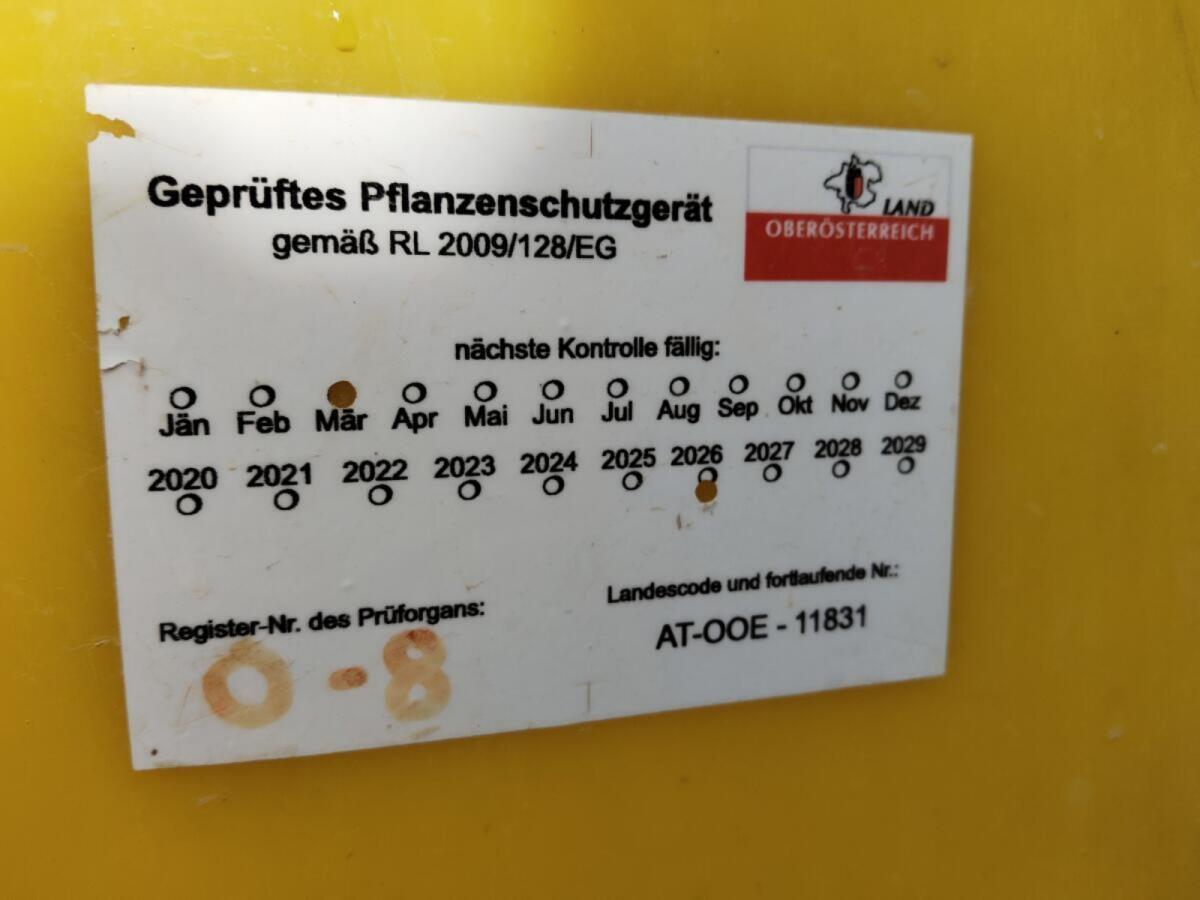 Geprüftes Pflanzenschutzgerät
gemäß RL 2009/128/EG
LAND
OBERÖSTERREICH
nächste Kontrolle fällig:
Jän Feb Mär Apr Mai Jun Jul Aug Sep Okt Nov Dez
2020 2021 2022 2023 2024 2025 2026 2027 2028 2029
Register-Nr. des Prüforgans:
O-8
Landescode und fortlaufende Nr.:
AT-OOE - 11831